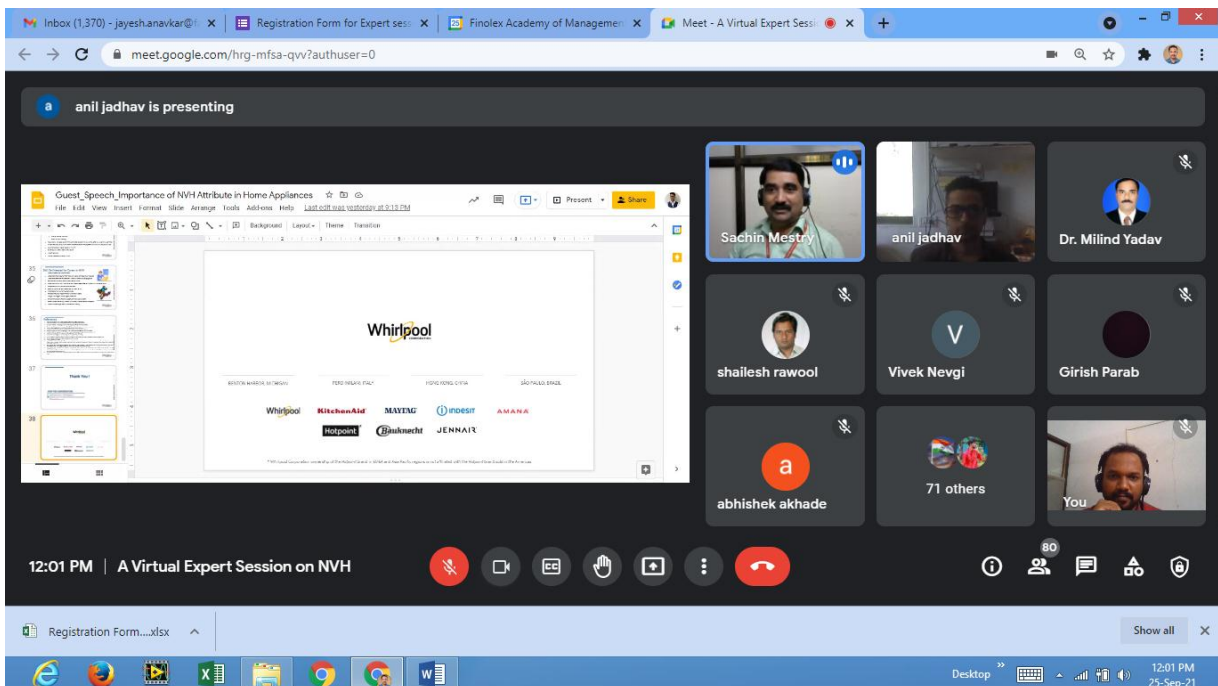 Inbox (1,370) - jayesh.anavkar@f
Registration Form for Expert sess
Finolex Academy of Managemen
Meet - A Virtual Expert Sessi
meet.google.com/hrg-mfsa-qvv?authuser=0
a anil jadhav is presenting
Guest_Speech_Importance of NVH Attribute in Home Appliances
File Edit View Insert Format Slide Arrange Tools Add-ons Help Last edit was yesterday at 9:13 PM
Present
Share
Background Layout Theme Transition
35
36
37
Thank You!
38
Whirlpool
CORPORATION
BENTON HARBOR, MICHIGAN
PERO (MILAN), ITALY
HONG KONG, CHINA
SÃO PAULO, BRAZIL
Whirlpool KitchenAid MAYTAG indesit AMANA
Hotpoint Bauknecht JENNAIR
Sachin Mestry
anil jadhav
Dr. Milind Yadav
shailesh rawool
V
Vivek Nevgi
Girish Parab
a
abhishek akhade
71 others
You
12:01 PM | A Virtual Expert Session on NVH
CC
80
Registration Form....xlsx
Show all
Desktop
12:01 PM
25-Sep-21